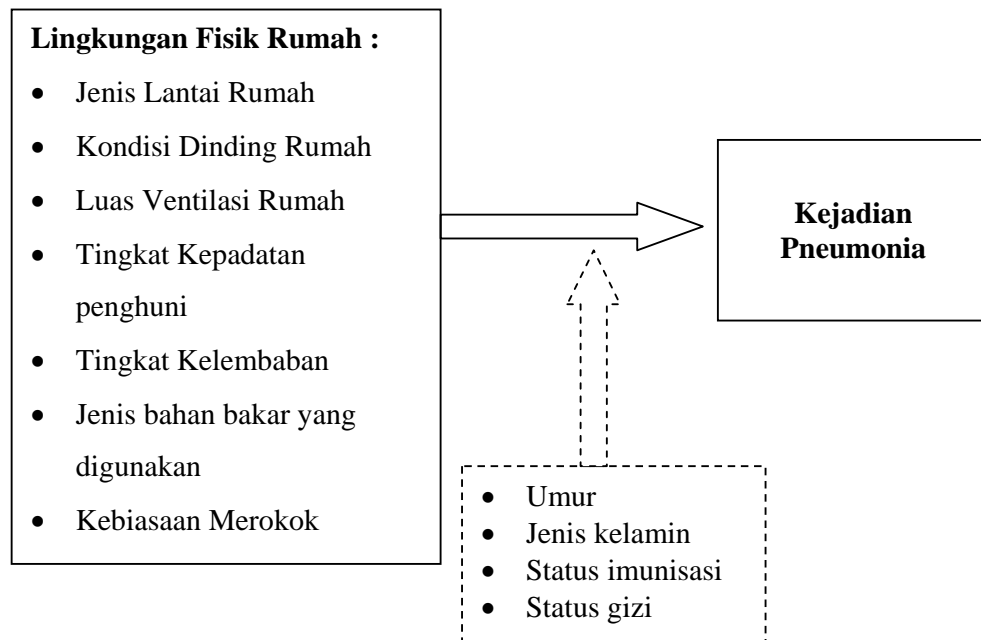 Lingkungan Fisik Rumah :
• Jenis Lantai Rumah
• Kondisi Dinding Rumah
• Luas Ventilasi Rumah
• Tingkat Kepadatan
penghuni
• Tingkat Kelembaban
• Jenis bahan bakar yang
digunakan
• Kebiasaan Merokok
Kejadian
Pneumonia
• Umur
• Jenis kelamin
• Status imunisasi
• Status gizi